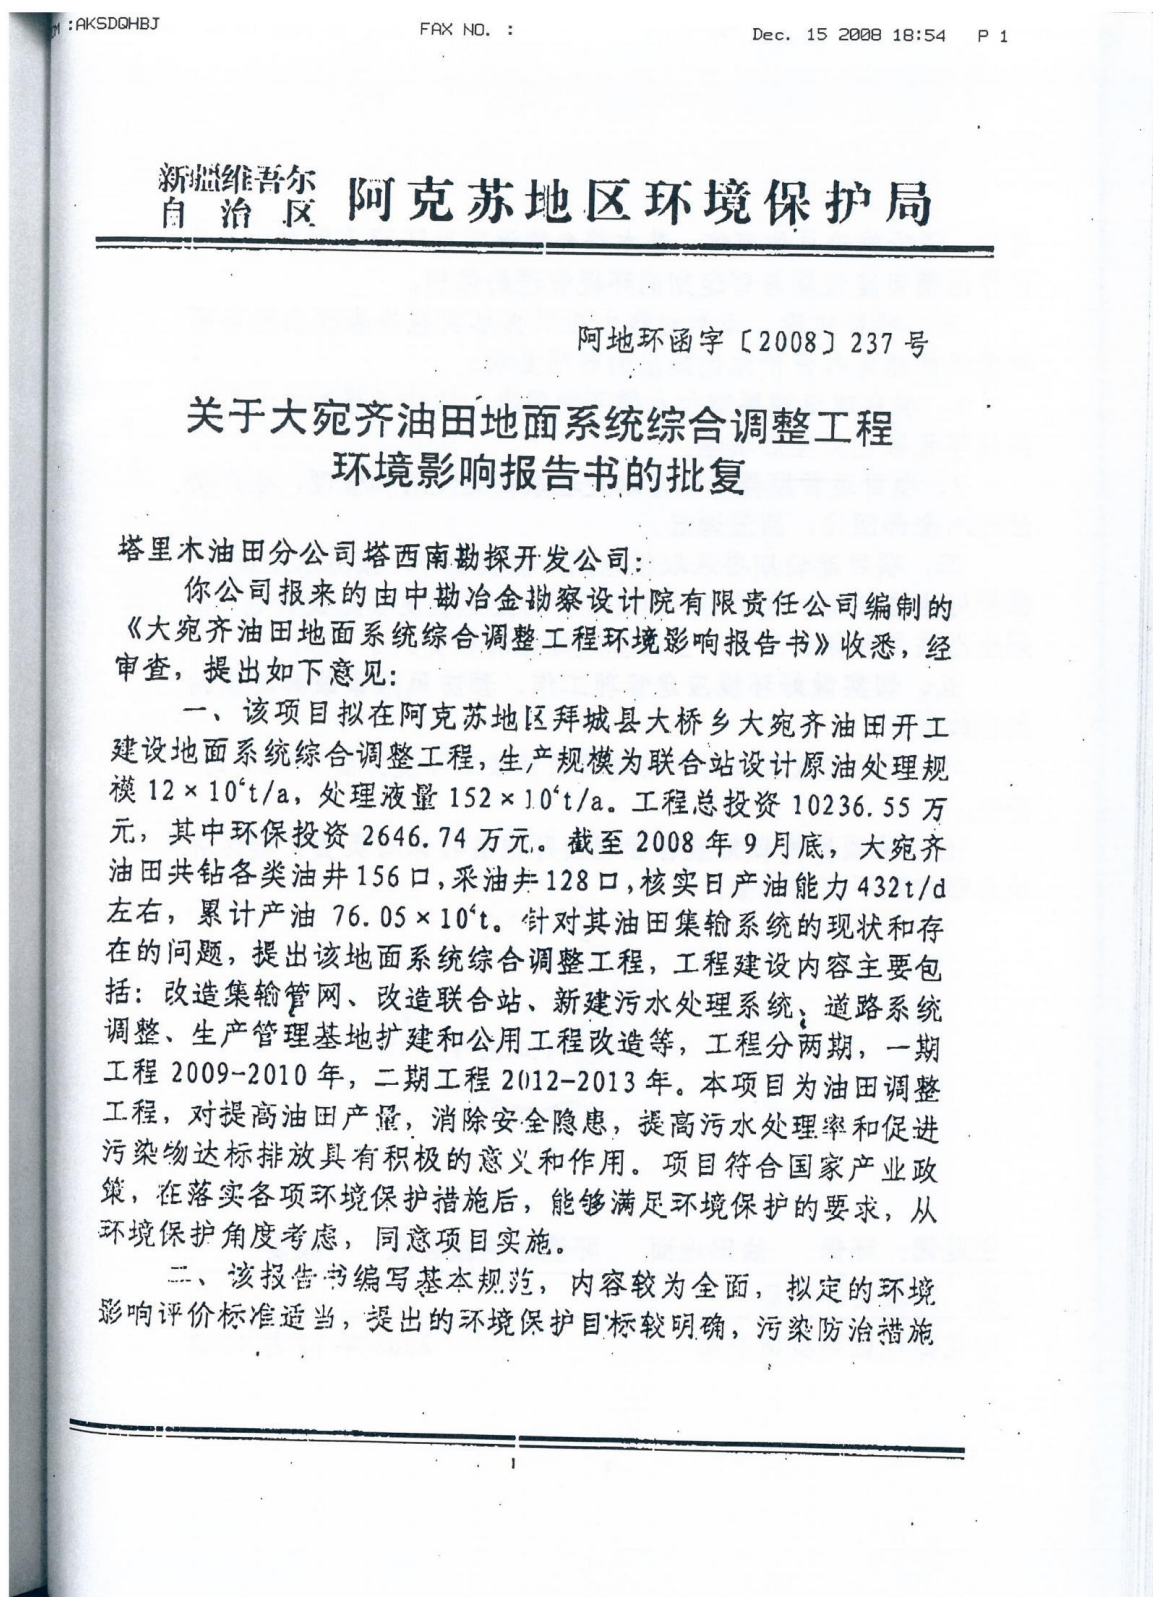 :AKSDQHBJ FAX NO. : Dec. 15 2008 18:54 P 1
新疆维吾尔
自治区 阿克苏地区环境保护局
阿地环函字〔2008〕237号
关于大宛齐油田地面系统综合调整工程
环境影响报告书的批复
塔里木油田分公司塔西南勘探开发公司:
你公司报来的由中勘冶金勘察设计院有限责任公司编制的
《大宛齐油田地面系统综合调整工程环境影响报告书》收悉,经
审查,提出如下意见:
一、该项目拟在阿克苏地区拜城县大桥乡大宛齐油田开工
建设地面系统综合调整工程,生产规模为联合站设计原油处理规
模12×10⁴t/a,处理液量152×10⁴t/a。工程总投资10236.55万
元,其中环保投资2646.74万元。截至2008年9月底,大宛齐
油田共钻各类油井156口,采油井128口,核实日产油能力432t/d
左右,累计产油 76.05×10⁴t。针对其油田集输系统的现状和存
在的问题,提出该地面系统综合调整工程,工程建设内容主要包
括:改造集输管网、改造联合站、新建污水处理系统、道路系统
调整、生产管理基地扩建和公用工程改造等,工程分两期,一期
工程2009-2010年,二期工程2012-2013年。本项目为油田调整
工程,对提高油田产量,消除安全隐患,提高污水处理率和促进
污染物达标排放具有积极的意义和作用。项目符合国家产业政
策,在落实各项环境保护措施后,能够满足环境保护的要求,从
环境保护角度考虑,同意项目实施。
二、该报告书编写基本规范,内容较为全面,拟定的环境
影响评价标准适当,提出的环境保护目标较明确,污染防治措施
1